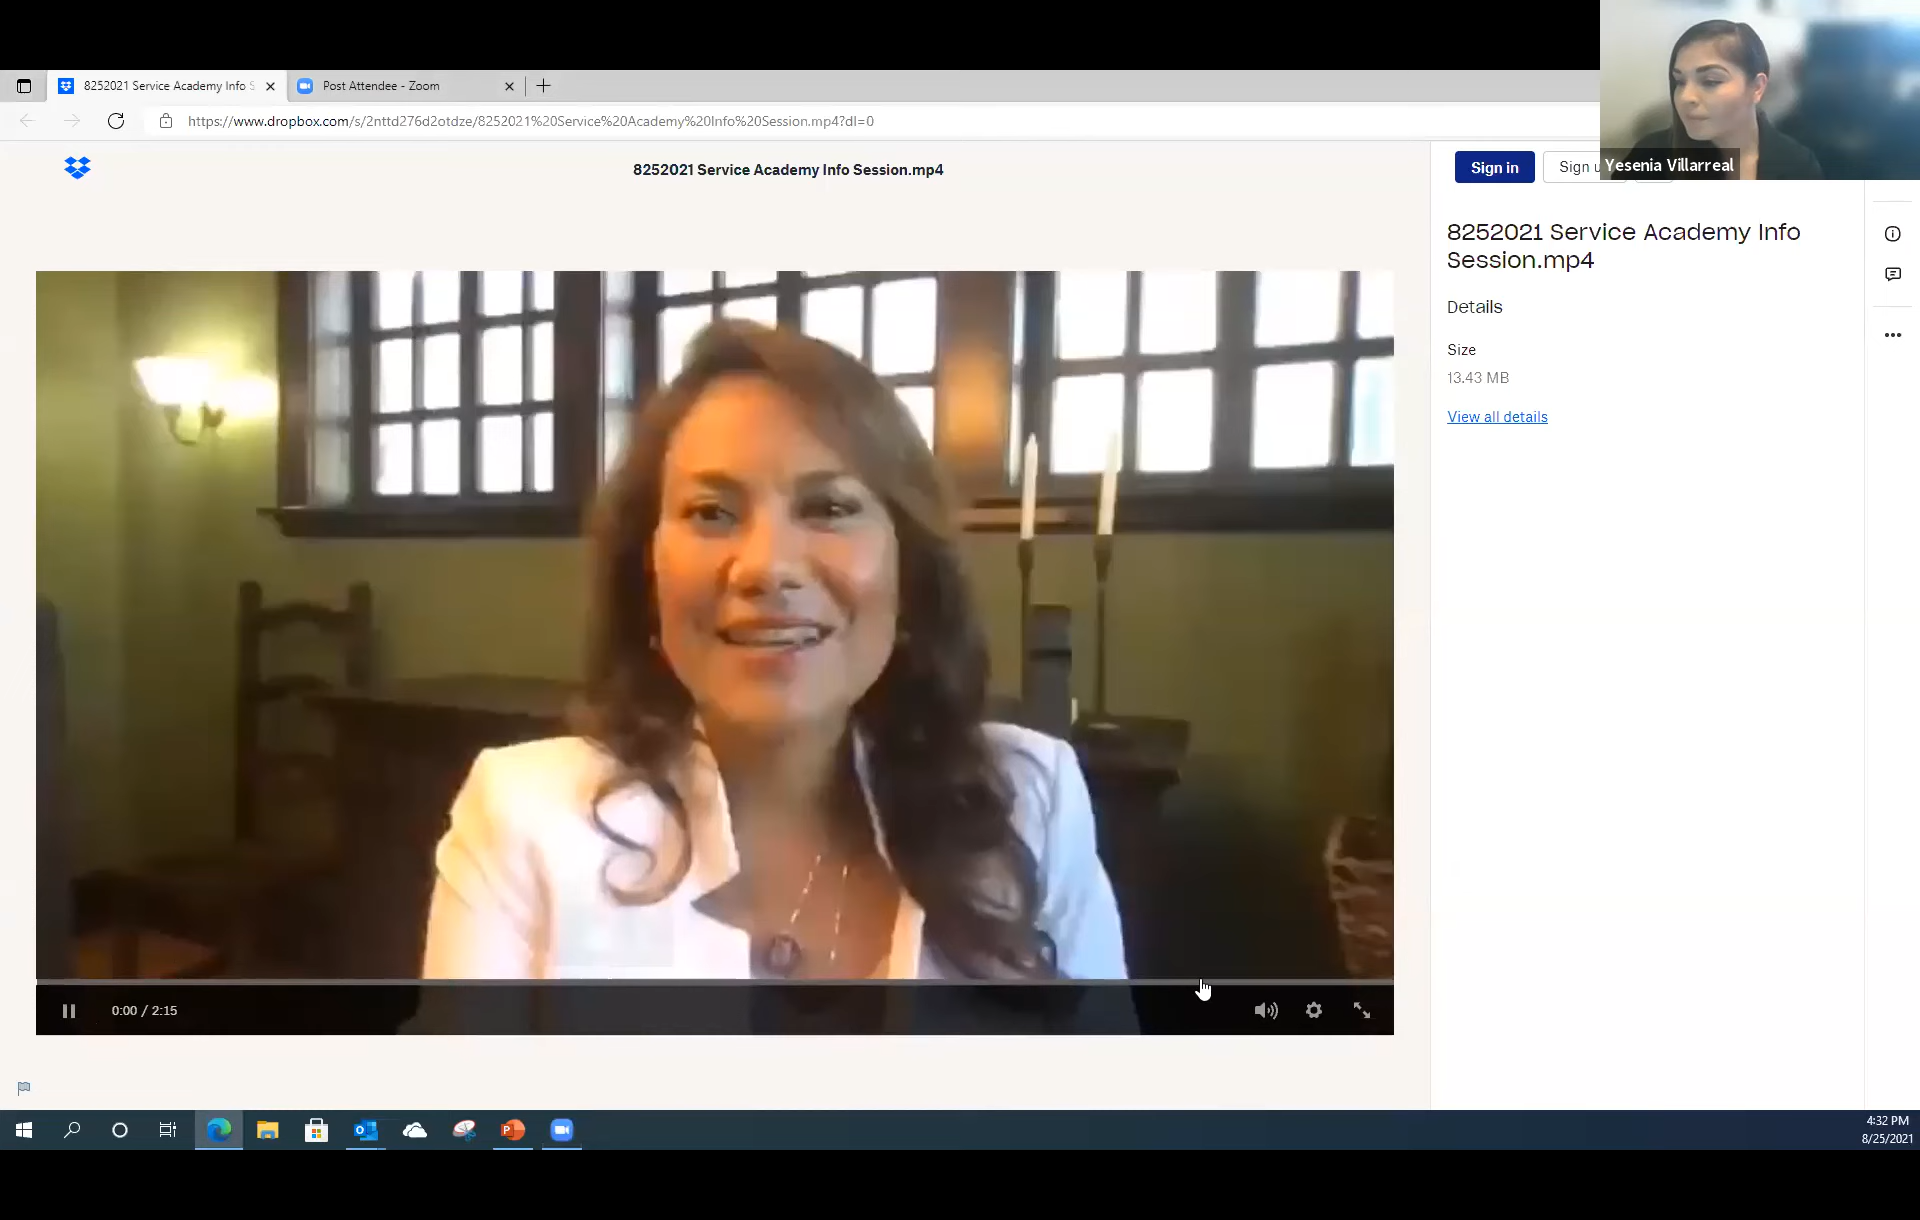 8252021 Service Academy Info S
Post Attendee - Zoom
https://www.dropbox.com/s/2nttd276d2otdze/8252021%20Service%20Academy%20Info%20Session.mp4?dl=0
8252021 Service Academy Info Session.mp4
Sign in
Sign u
Yesenia Villarreal
8252021 Service Academy Info
Session.mp4
Details
Size
13.43 MB
View all details
0:00 / 2:15
4:32 PM
8/25/2021